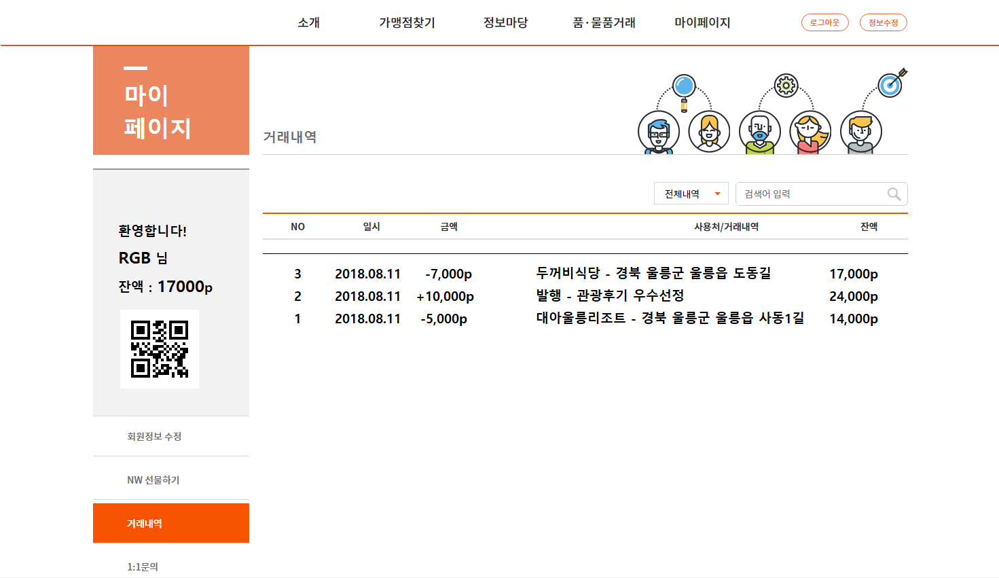 소개 가맹점찾기 정보마당 품·물품거래 마이페이지 로그아웃 정보수정
마이
페이지
거래내역
환영합니다!
RGB 님
잔액 : 17000p
회원정보 수정
NW 선물하기
거래내역
1:1문의
전체내역 검색어 입력
NO 일시 금액 사용처/거래내역 잔액
3 2018.08.11 -7,000p 두꺼비식당 - 경북 울릉군 울릉읍 도동길 17,000p
2 2018.08.11 +10,000p 발행 - 관광후기 우수선정 24,000p
1 2018.08.11 -5,000p 대아울릉리조트 - 경북 울릉군 울릉읍 사동1길 14,000p